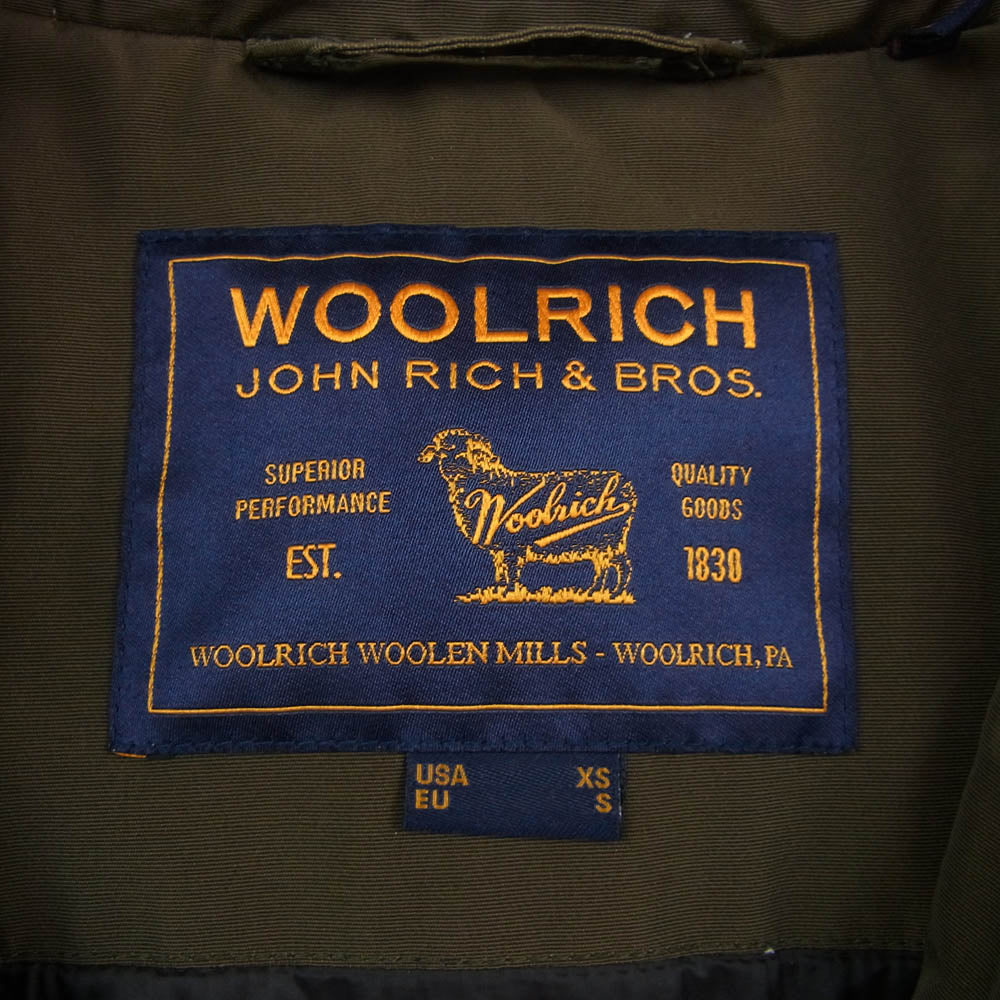 WOOLRICH
JOHN RICH & BROS.
SUPERIOR
PERFORMANCE
EST.
Woolrich
QUALITY
GOODS
1830
WOOLRICH WOOLEN MILLS - WOOLRICH, PA
USA XS
EU S